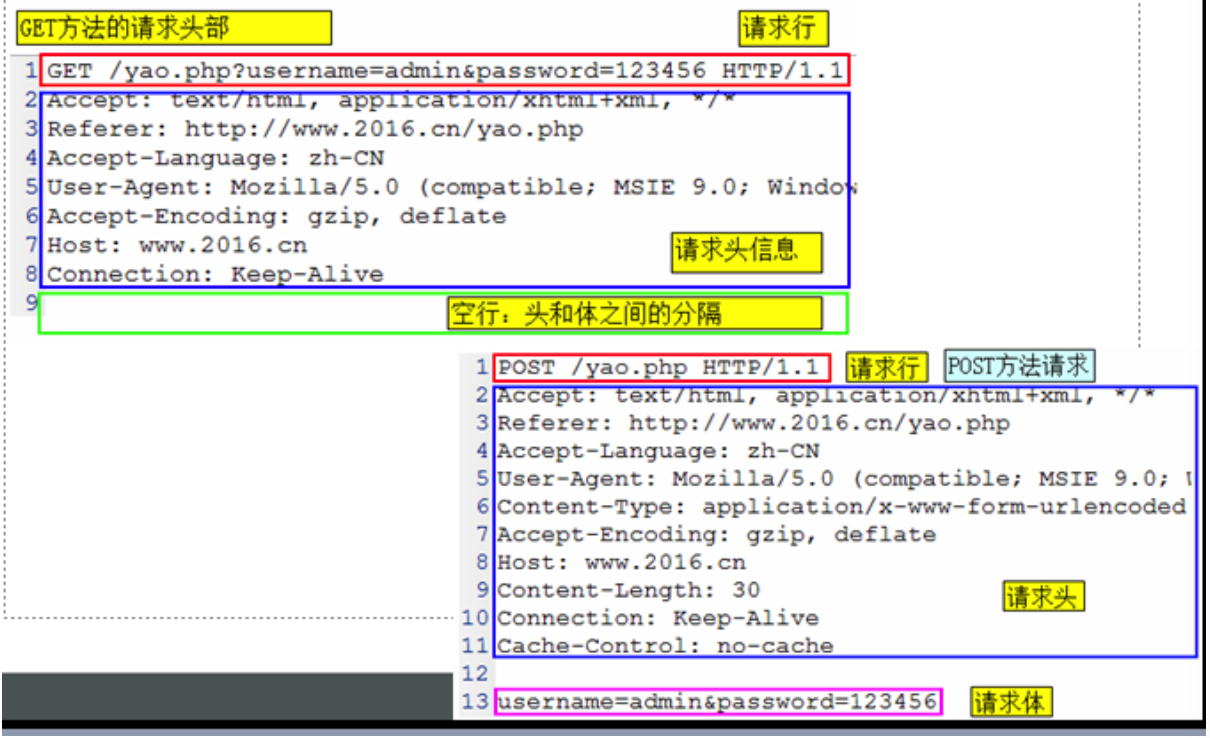 GET方法的请求头部
请求行
1 GET /yao.php?username=admin&password=123456 HTTP/1.1
2 Accept: text/html, application/xhtml+xml, */*
3 Referer: http://www.2016.cn/yao.php
4 Accept-Language: zh-CN
5 User-Agent: Mozilla/5.0 (compatible; MSIE 9.0; Window
6 Accept-Encoding: gzip, deflate
7 Host: www.2016.cn
请求头信息
8 Connection: Keep-Alive
9
空行：头和体之间的分隔
1 POST /yao.php HTTP/1.1 请求行 POST方法请求
2 Accept: text/html, application/xhtml+xml, */*
3 Referer: http://www.2016.cn/yao.php
4 Accept-Language: zh-CN
5 User-Agent: Mozilla/5.0 (compatible; MSIE 9.0;
6 Content-Type: application/x-www-form-urlencoded
7 Accept-Encoding: gzip, deflate
8 Host: www.2016.cn
9 Content-Length: 30
请求头
10 Connection: Keep-Alive
11 Cache-Control: no-cache
12
13 username=admin&password=123456 请求体